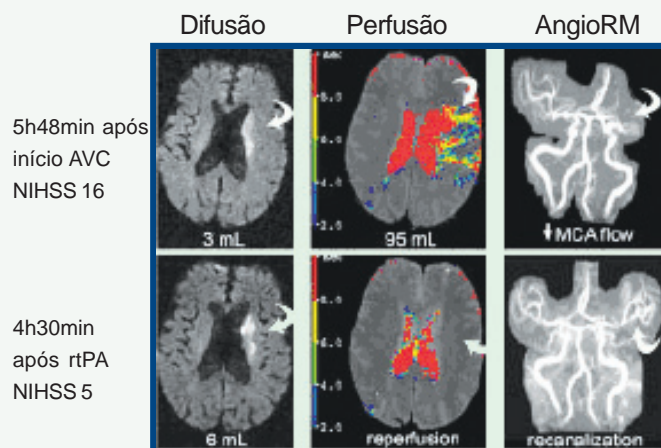 Difusão Perfusão AngioRM
5h48min após
início AVC
NIHSS 16
3 mL
95 mL
MCA flow
4h30min
após rtPA
NIHSS 5
6 mL
reperfusion
recanalization